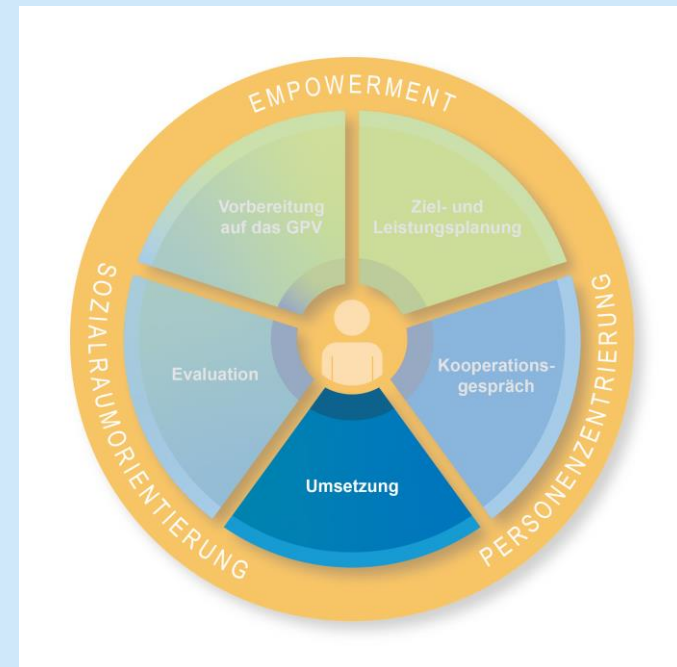 EMPOWERMENT
Vorbereitung
auf das GPV
Ziel- und
Leistungsplanung
SOZIALRAUMORIENTIERUNG
PERSONENZENTRIERUNG
Evaluation
Kooperations-
gespräch
Umsetzung